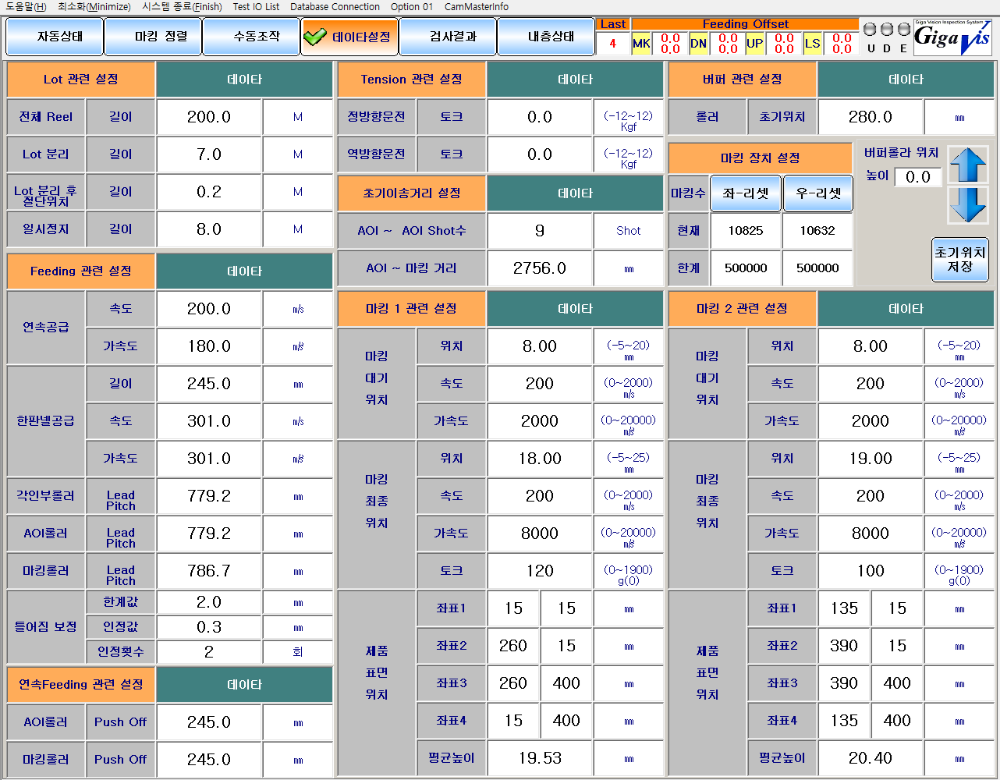 도움말(H) 최소화(Minimize) 시스템 종료(Finish) Test IO List Database Connection Option 01 CamMasterInfo
자동상태 마킹 정렬 수동조작 데이타설정 검사결과 내층상태
Last Feeding Offset
4 MK 0.0 0.0 DN 0.0 0.0 UP 0.0 0.0 LS 0.0 0.0
U D E
Giga Vision Inspection System
GigaVis
Lot 관련 설정 데이타
전체 Reel 길이 200.0 M
Lot 분리 길이 7.0 M
Lot 분리 후 절단위치 길이 0.2 M
일시정지 길이 8.0 M
Feeding 관련 설정 데이타
연속공급 속도 200.0 m/s
가속도 180.0 m/s²
한판넬공급 길이 245.0 mm
속도 301.0 m/s
가속도 301.0 m/s²
각인부롤러 Lead Pitch 779.2 mm
AOI롤러 Lead Pitch 779.2 mm
마킹롤러 Lead Pitch 786.7 mm
틀어짐 보정 한계값 2.0 mm
인정값 0.3 mm
인정횟수 2 회
연속Feeding 관련 설정 데이타
AOI롤러 Push Off 245.0 mm
마킹롤러 Push Off 245.0 mm
Tension 관련 설정 데이타
정방향운전 토크 0.0 (-12~12) Kgf
역방향운전 토크 0.0 (-12~12) Kgf
초기이송거리 설정 데이타
AOI ~ AOI Shot수 9 Shot
AOI ~ 마킹 거리 2756.0 mm
마킹 1 관련 설정 데이타
마킹 대기 위치 위치 8.00 (-5~20) mm
속도 200 (0~2000) m/s
가속도 2000 (0~20000) m/s²
마킹 최종 위치 위치 18.00 (-5~25) mm
속도 200 (0~2000) m/s
가속도 8000 (0~20000) m/s²
토크 120 (0~1900) g(0)
제품 표면 위치 좌표1 15 15 mm
좌표2 260 15 mm
좌표3 260 400 mm
좌표4 15 400 mm
평균높이 19.53 mm
버퍼 관련 설정 데이타
롤러 초기위치 280.0 mm
마킹 장치 설정
마킹수 좌-리셋 우-리셋
현재 10825 10632
한계 500000 500000
버퍼롤라 위치
높이 0.0
초기위치 저장
마킹 2 관련 설정 데이타
마킹 대기 위치 위치 8.00 (-5~20) mm
속도 200 (0~2000) m/s
가속도 2000 (0~20000) m/s²
마킹 최종 위치 위치 19.00 (-5~25) mm
속도 200 (0~2000) m/s
가속도 8000 (0~20000) m/s²
토크 100 (0~1900) g(0)
제품 표면 위치 좌표1 135 15 mm
좌표2 390 15 mm
좌표3 390 400 mm
좌표4 135 400 mm
평균높이 20.40 mm